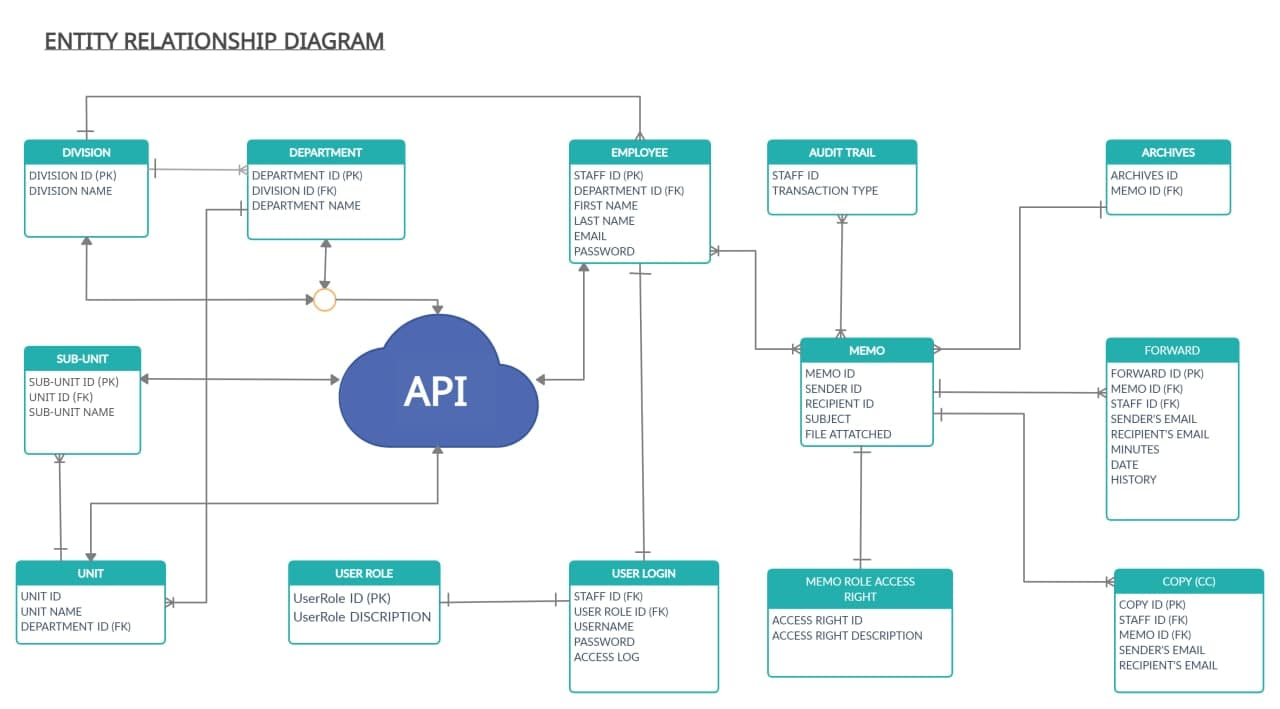 ENTITY RELATIONSHIP DIAGRAM
DIVISION
DIVISION ID (PK)
DIVISION NAME
DEPARTMENT
DEPARTMENT ID (PK)
DIVISION ID (FK)
DEPARTMENT NAME
EMPLOYEE
STAFF ID (PK)
DEPARTMENT ID (FK)
FIRST NAME
LAST NAME
EMAIL
PASSWORD
AUDIT TRAIL
STAFF ID
TRANSACTION TYPE
ARCHIVES
ARCHIVES ID
MEMO ID (FK)
SUB-UNIT
SUB-UNIT ID (PK)
UNIT ID (FK)
SUB-UNIT NAME
API
MEMO
MEMO ID
SENDER ID
RECIPIENT ID
SUBJECT
FILE ATTATCHED
FORWARD
FORWARD ID (PK)
MEMO ID (FK)
STAFF ID (FK)
SENDER'S EMAIL
RECIPIENT'S EMAIL
MINUTES
DATE
HISTORY
UNIT
UNIT ID
UNIT NAME
DEPARTMENT ID (FK)
USER ROLE
UserRole ID (PK)
UserRole DISCRIPTION
USER LOGIN
STAFF ID (FK)
USER ROLE ID (FK)
USERNAME
PASSWORD
ACCESS LOG
MEMO ROLE ACCESS
RIGHT
ACCESS RIGHT ID
ACCESS RIGHT DESCRIPTION
COPY (CC)
COPY ID (PK)
STAFF ID (FK)
MEMO ID (FK)
SENDER'S EMAIL
RECIPIENT'S EMAIL